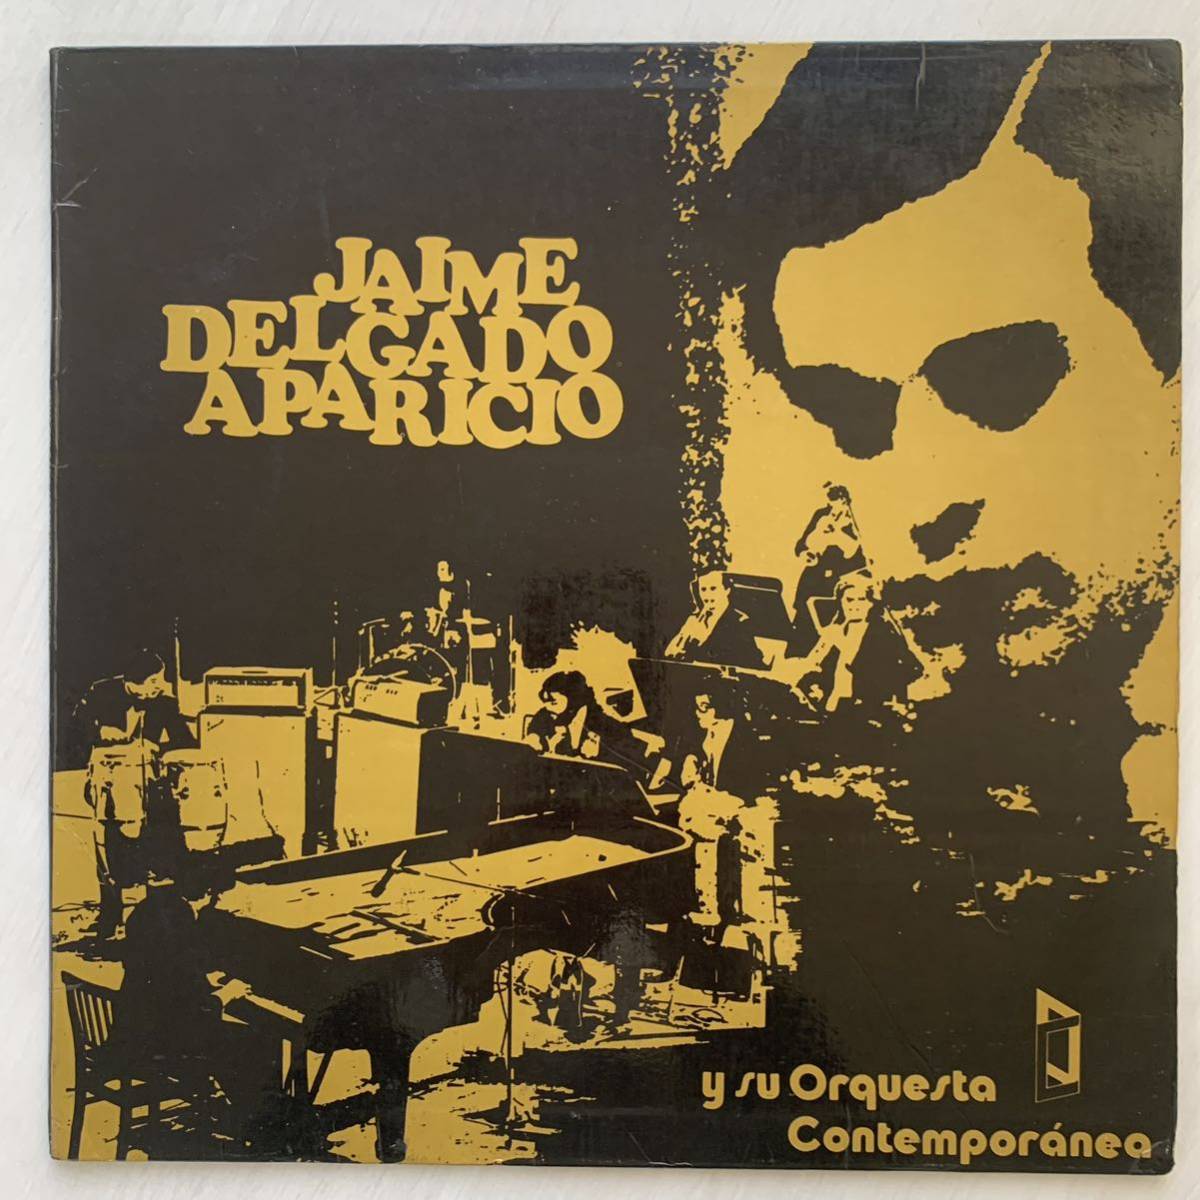 JAIME
DELGADO
APARICIO
y su Orquesta
Contemporánea